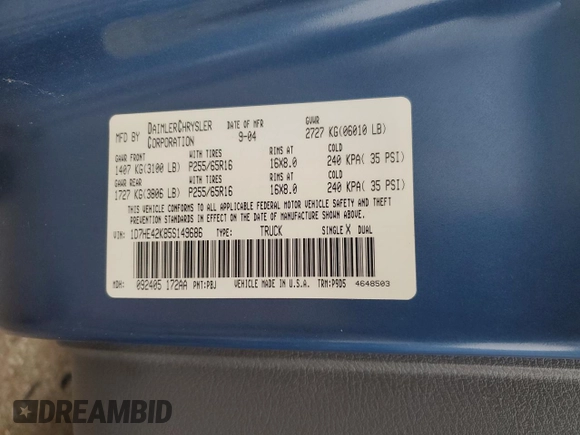 MFD BY DAIMLERCHRYSLER CORPORATION DATE OF MFR 9-04 GVWR 2727 KG(06010 LB)
GAWR FRONT WITH TIRES RIMS AT COLD
1407 KG(3100 LB) P255/65R16 16X8.0 240 KPA( 35 PSI)
GAWR REAR WITH TIRES RIMS AT COLD
1727 KG(3806 LB) P255/65R16 16X8.0 240 KPA( 35 PSI)
THIS VEHICLE CONFORMS TO ALL APPLICABLE FEDERAL MOTOR VEHICLE SAFETY AND THEFT
PREVENTION STANDARDS IN EFFECT ON THE DATE OF MANUFACTURE SHOWN ABOVE.
VIN: 1D7HE42K85S149686 TYPE: TRUCK SINGLE X DUAL
MDH: 092405 172AA PNT:PBJ VEHICLE MADE IN U.S.A. TRM:P9D5 4648503
DREAMBID